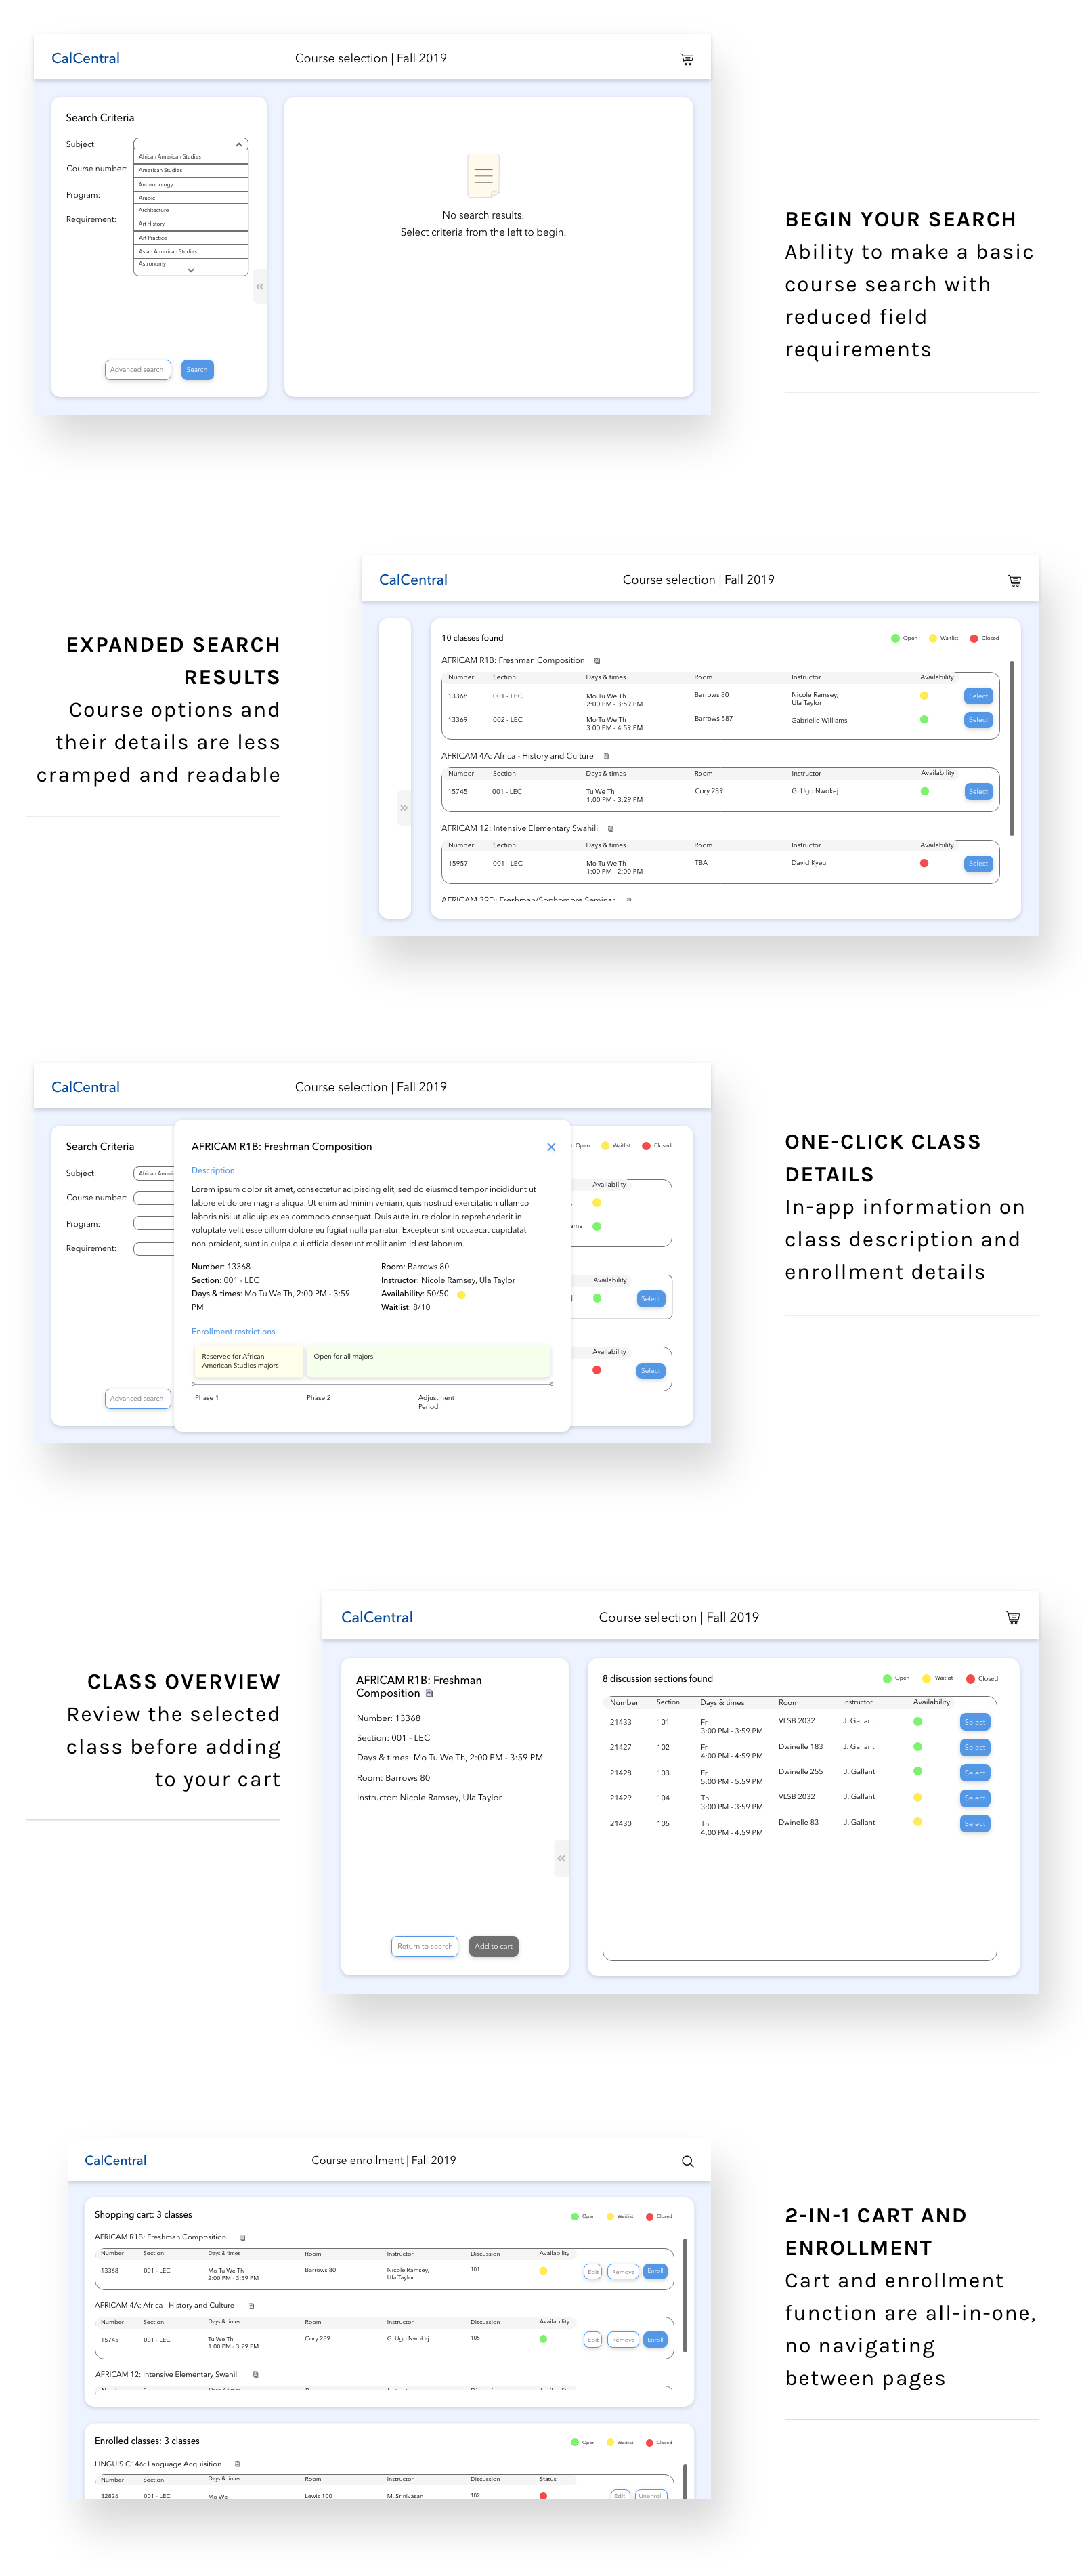 CalCentral
Course selection | Fall 2019
Search Criteria
Subject:
African American Studies
American Studies
Anthropology
Arabic
Architecture
Art History
Art Practice
Asian American Studies
Astronomy
Course number:
Program:
Requirement:
Advanced search
Search
No search results.
Select criteria from the left to begin.
BEGIN YOUR SEARCH
Ability to make a basic
course search with
reduced field
requirements
EXPANDED SEARCH
RESULTS
Course options and
their details are less
cramped and readable
CalCentral
Course selection | Fall 2019
10 classes found
Open Waitlist Closed
AFRICAM R1B: Freshman Composition
Number Section Days & times Room Instructor Availability
13368 001 - LEC Mo Tu We Th Barrows 80 Nicole Ramsey, Select
2:00 PM - 3:59 PM Ula Taylor
13369 002 - LEC Mo Tu We Th Barrows 587 Gabrielle Williams Select
3:00 PM - 4:59 PM
AFRICAM 4A: Africa - History and Culture
Number Section Days & times Room Instructor Availability
15745 001 - LEC Tu We Th Cory 289 G. Ugo Nwokej Select
1:00 PM - 3:29 PM
AFRICAM 12: Intensive Elementary Swahili
Number Section Days & times Room Instructor Availability
15957 001 - LEC Mo Tu We Th TBA David Kyeu Select
1:00 PM - 2:00 PM
AFRICAM 39D: Freshman/Sophomore Seminar
CalCentral
Course selection | Fall 2019
Search Criteria
Subject: African Ameri
Course number:
Program:
Requirement:
Advanced search
Open Waitlist Closed
Availability
ams
Availability
Select
Availability
Select
AFRICAM R1B: Freshman Composition
Description
Lorem ipsum dolor sit amet, consectetur adipiscing elit, sed do eiusmod tempor incididunt ut
labore et dolore magna aliqua. Ut enim ad minim veniam, quis nostrud exercitation ullamco
laboris nisi ut aliquip ex ea commodo consequat. Duis aute irure dolor in reprehenderit in
voluptate velit esse cillum dolore eu fugiat nulla pariatur. Excepteur sint occaecat cupidatat
non proident, sunt in culpa qui officia deserunt mollit anim id est laborum.
Number: 13368 Room: Barrows 80
Section: 001 - LEC Instructor: Nicole Ramsey, Ula Taylor
Days & times: Mo Tu We Th, 2:00 PM - 3:59 Availability: 50/50
PM Waitlist: 8/10
Enrollment restrictions
Reserved for African Open for all majors
American Studies majors
Phase 1 Phase 2 Adjustment
Period
ONE-CLICK CLASS
DETAILS
In-app information on
class description and
enrollment details
CLASS OVERVIEW
Review the selected
class before adding
to your cart
CalCentral
Course selection | Fall 2019
AFRICAM R1B: Freshman
Composition
Number: 13368
Section: 001 - LEC
Days & times: Mo Tu We Th, 2:00 PM - 3:59 PM
Room: Barrows 80
Instructor: Nicole Ramsey, Ula Taylor
Return to search
Add to cart
8 discussion sections found
Open Waitlist Closed
Number Section Days & times Room Instructor Availability
21433 101 Fr VLSB 2032 J. Gallant Select
3:00 PM - 3:59 PM
21427 102 Fr Dwinelle 183 J. Gallant Select
4:00 PM - 4:59 PM
21428 103 Fr Dwinelle 255 J. Gallant Select
5:00 PM - 5:59 PM
21429 104 Th VLSB 2032 J. Gallant Select
3:00 PM - 3:59 PM
21430 105 Th Dwinelle 83 J. Gallant Select
4:00 PM - 4:59 PM
CalCentral
Course enrollment | Fall 2019
Shopping cart: 3 classes
Open Waitlist Closed
AFRICAM R1B: Freshman Composition
Number Section Days & times Room Instructor Discussion Availability
13368 001 - LEC Mo Tu We Th Barrows 80 Nicole Ramsey, 101 Edit Remove Enroll
2:00 PM - 3:59 PM Ula Taylor
AFRICAM 4A: Africa - History and Culture
Number Section Days & times Room Instructor Discussion Availability
15745 001 - LEC Tu We Th Cory 289 G. Ugo Nwokej 105 Edit Remove Enroll
1:00 PM - 3:29 PM
AFRICAM 12: Intensive Elementary Swahili
Enrolled classes: 3 classes
Open Waitlist Closed
LINGUIS C146: Language Acquisition
Number Section Days & times Room Instructor Discussion Status
32826 001 - LEC Mo We Lewis 100 M. Srinivasan 102 Edit Unenroll
2-IN-1 CART AND
ENROLLMENT
Cart and enrollment
function are all-in-one,
no navigating
between pages